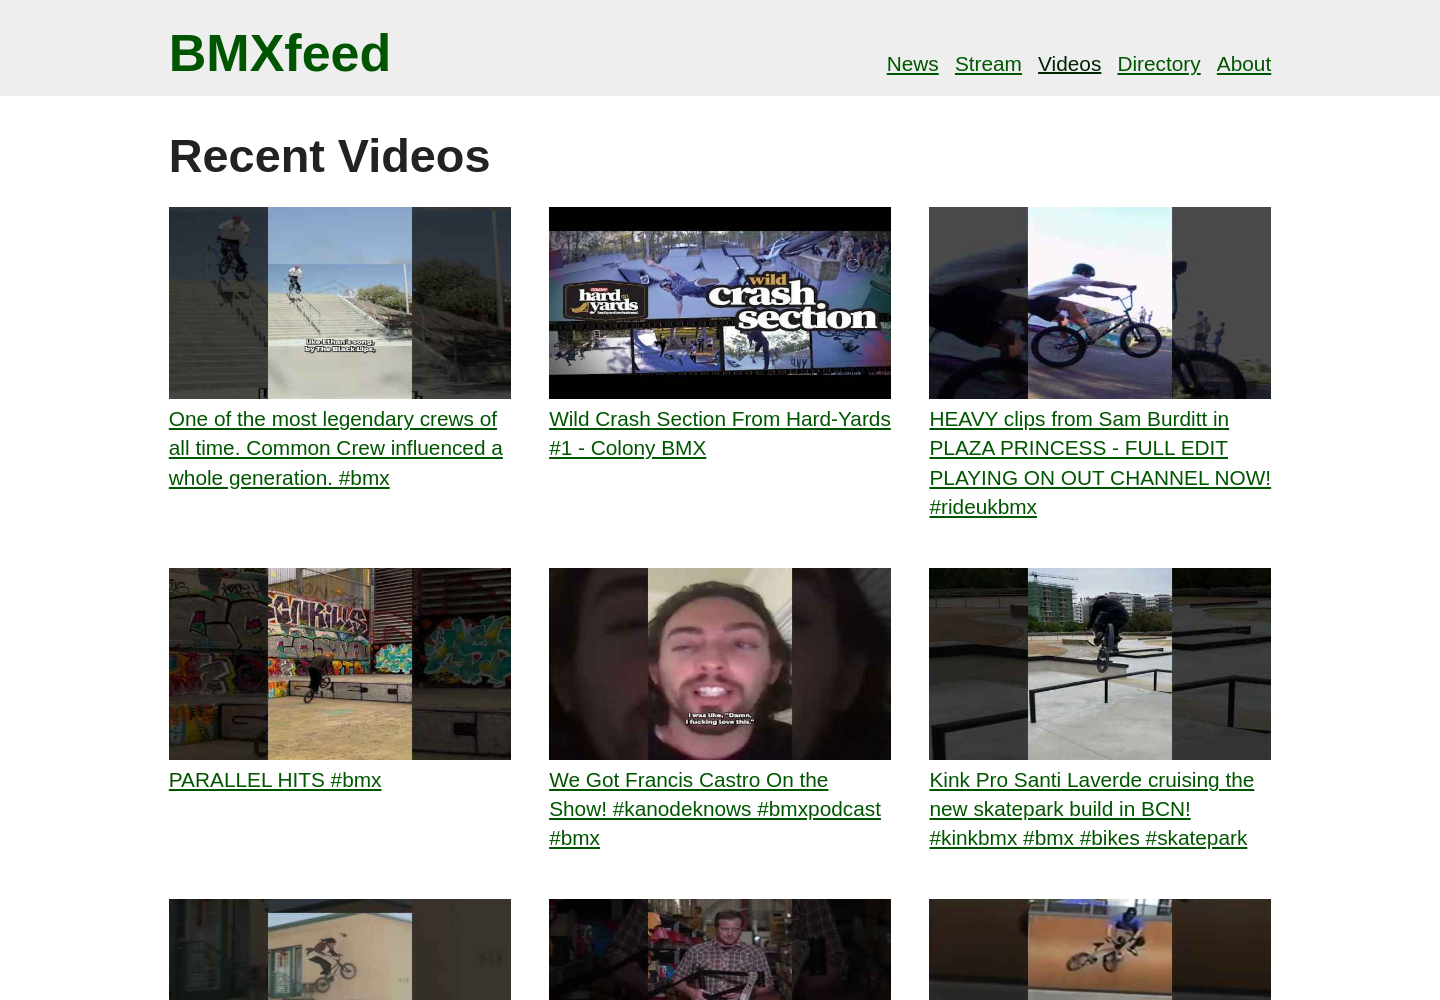 BMXfeed
News Stream Videos Directory About
Recent Videos
like Ethan's song,
by The Black Lips,
hard
yards
wild
crash
section
One of the most legendary crews of
all time. Common Crew influenced a
whole generation. #bmx
Wild Crash Section From Hard-Yards
#1 - Colony BMX
HEAVY clips from Sam Burditt in
PLAZA PRINCESS - FULL EDIT
PLAYING ON OUT CHANNEL NOW!
#rideukbmx
I was like, "Damn,
I fucking love this."
PARALLEL HITS #bmx
We Got Francis Castro On the
Show! #kanodeknows #bmxpodcast
#bmx
Kink Pro Santi Laverde cruising the
new skatepark build in BCN!
#kinkbmx #bmx #bikes #skatepark